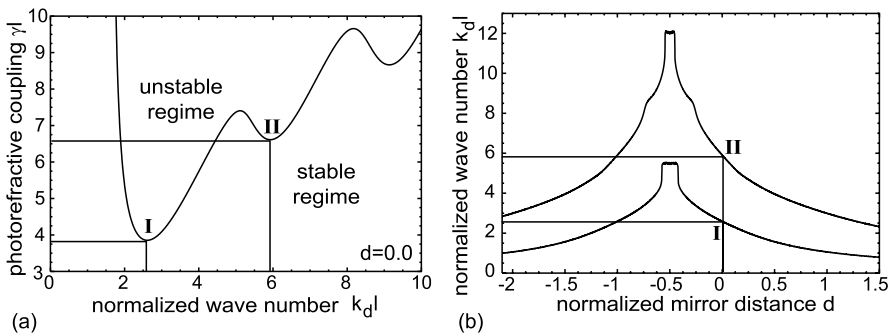 photorefractive coupling γl
10
9
8
7
6
5
4
3
unstable
regime
II
stable
regime
I
d=0.0
0 2 4 6 8 10
normalized wave number k_dl
(a)
normalized wave number k_dl
12
10
8
6
4
2
0
II
I
-2 -1.5 -1.0 -0.5 0 0.5 1.0 1.5
normalized mirror distance d
(b)